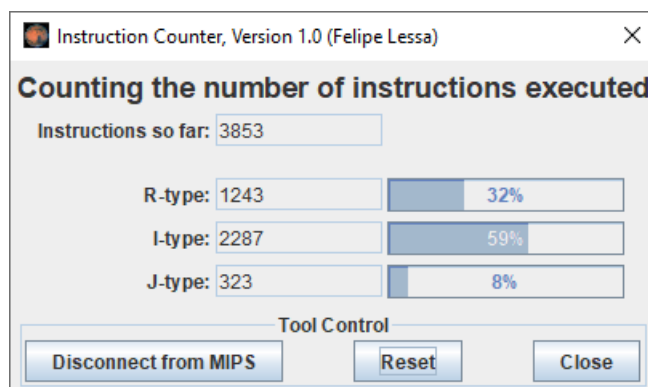 Instruction Counter, Version 1.0 (Felipe Lessa)
Counting the number of instructions executed
Instructions so far: 3853
R-type: 1243 32%
I-type: 2287 59%
J-type: 323 8%
Tool Control
Disconnect from MIPS Reset Close